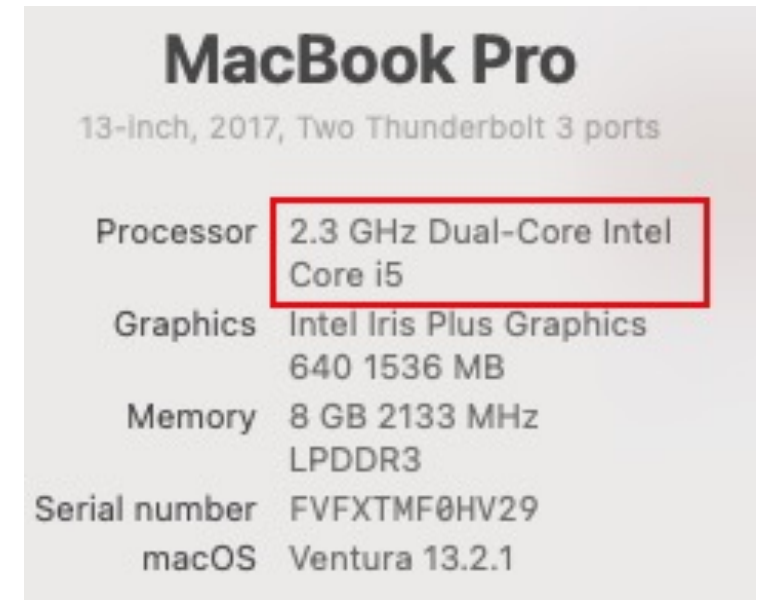 MacBook Pro
13-inch, 2017, Two Thunderbolt 3 ports
Processor 2.3 GHz Dual-Core Intel
Core i5
Graphics Intel Iris Plus Graphics
640 1536 MB
Memory 8 GB 2133 MHz
LPDDR3
Serial number FVFXTMF0HV29
macOS Ventura 13.2.1